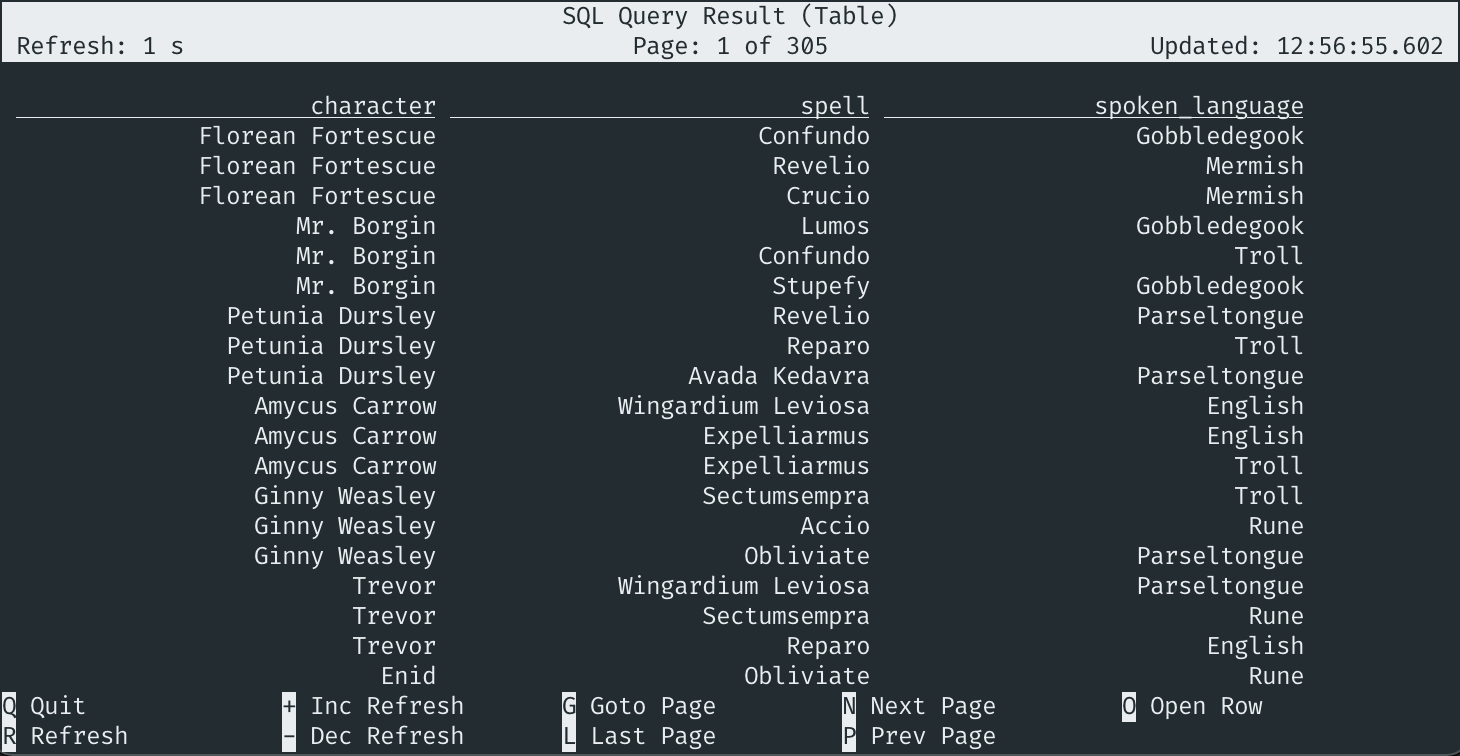 SQL Query Result (Table)
Refresh: 1 s Page: 1 of 305 Updated: 12:56:55.602
character spell spoken_language
Florean Fortescue Confundo Gobbledegook
Florean Fortescue Revelio Mermish
Florean Fortescue Crucio Mermish
Mr. Borgin Lumos Gobbledegook
Mr. Borgin Confundo Troll
Mr. Borgin Stupefy Gobbledegook
Petunia Dursley Revelio Parseltongue
Petunia Dursley Reparo Troll
Petunia Dursley Avada Kedavra Parseltongue
Amycus Carrow Wingardium Leviosa English
Amycus Carrow Expelliarmus English
Amycus Carrow Expelliarmus Troll
Ginny Weasley Sectumsempra Troll
Ginny Weasley Accio Rune
Ginny Weasley Obliviate Parseltongue
Trevor Wingardium Leviosa Parseltongue
Trevor Sectumsempra Rune
Trevor Reparo English
Enid Obliviate Rune
Q Quit + Inc Refresh G Goto Page N Next Page O Open Row
R Refresh - Dec Refresh L Last Page P Prev Page